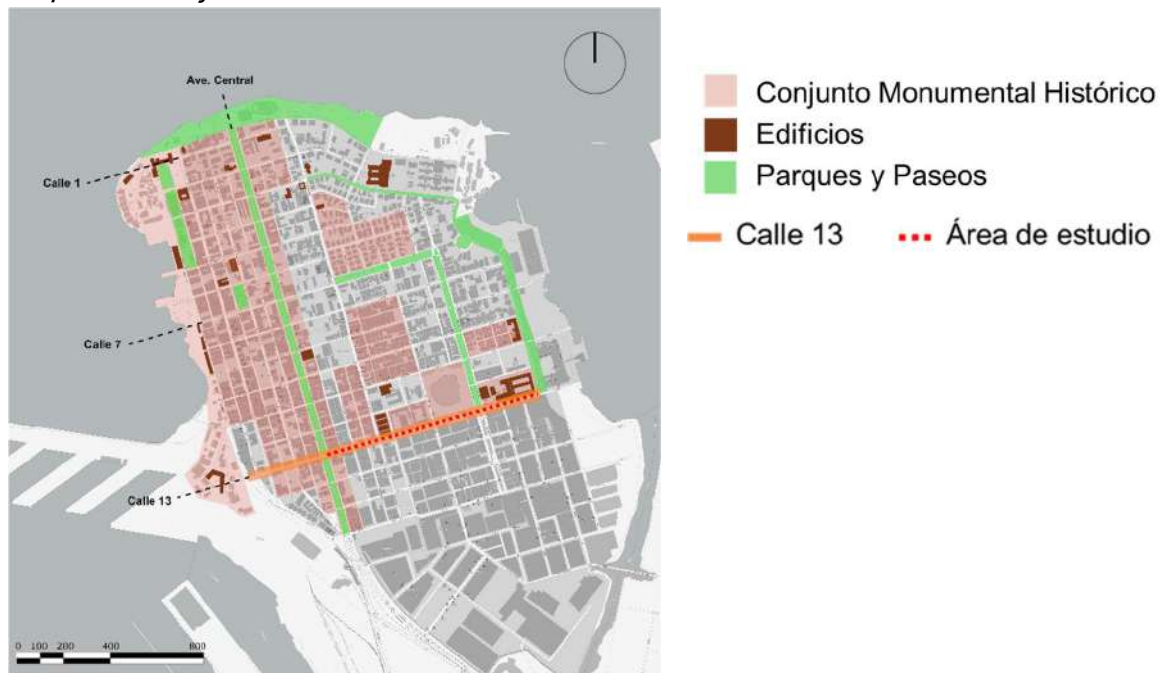 Ave. Central
Calle 1
Calle 7
Calle 13
0 100 200 400 800
Conjunto Monumental Histórico
Edificios
Parques y Paseos
Calle 13 Área de estudio